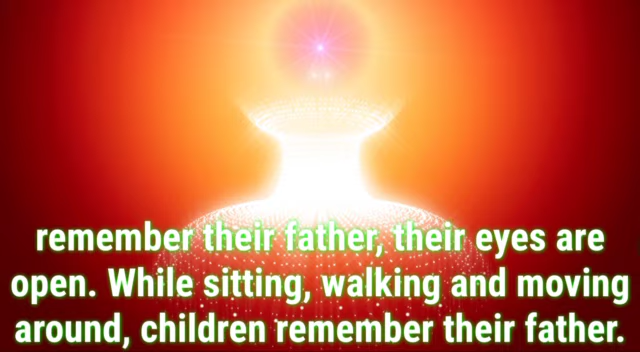 remember their father, their eyes are
open. While sitting, walking and moving
around, children remember their father.